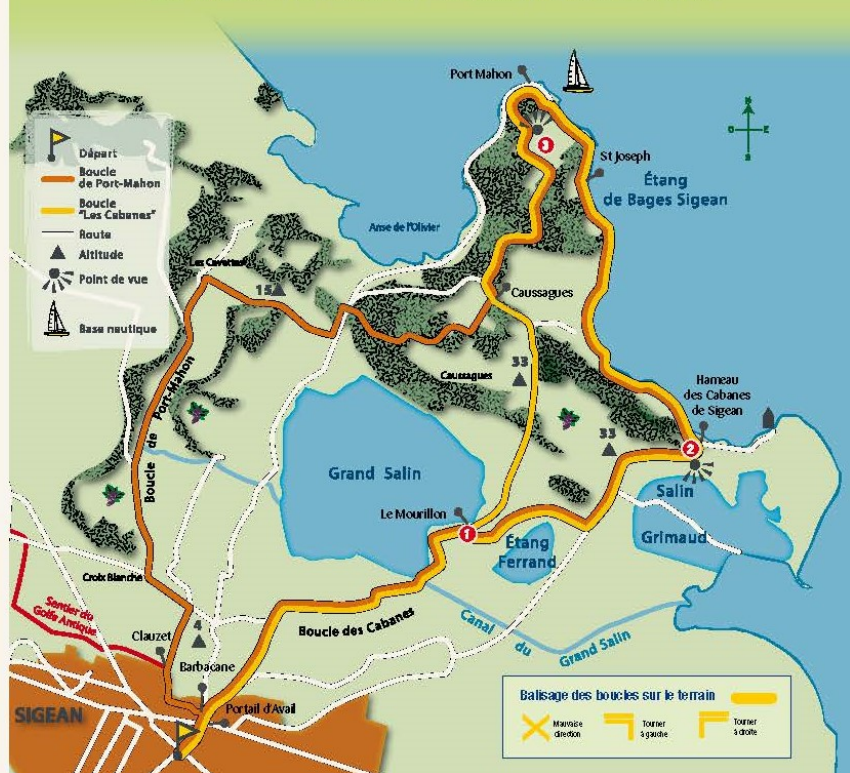 Port Mahon
N
O
E
S
3
St Joseph
Étang
de Bages Sigean
Départ
Boucle
de Port-Mahon
Boucle
"Les Cabanes"
Route
Altitude
Point de vue
Base nautique
Anse de l'Olivier
Les Cavettes
15
Caussagues
33
Caussagues
Boucle de Port-Mahon
Hameau
des Cabanes
de Sigean
33
2
Grand Salin
Salin
Grimaud
Le Mourillon
1
Étang
Ferrand
Croix Blanche
Sentier du
Golfe Antique
Clauzet
4
Boucle des Cabanes
Canal du Grand Salin
Barbacane
SIGEAN
Portail d'Avail
Balisage des boucles sur le terrain
Mauvaise
direction
Tourner
à gauche
Tourner
à droite